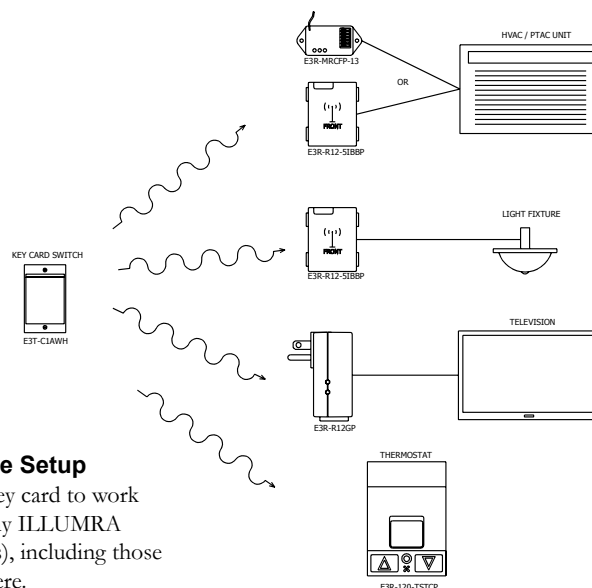 HVAC / PTAC UNIT
E3R-MRCFP-13
OR
FRONT
E3R-R12-5IBBP
LIGHT FIXTURE
FRONT
E3R-R12-5IBBP
KEY CARD SWITCH
E3T-C1AWH
TELEVISION
E3R-R12GP
THERMOSTAT
E3R-120-TSTCP
e Setup
ey card to work
y ILLUMRA
), including those
ere.